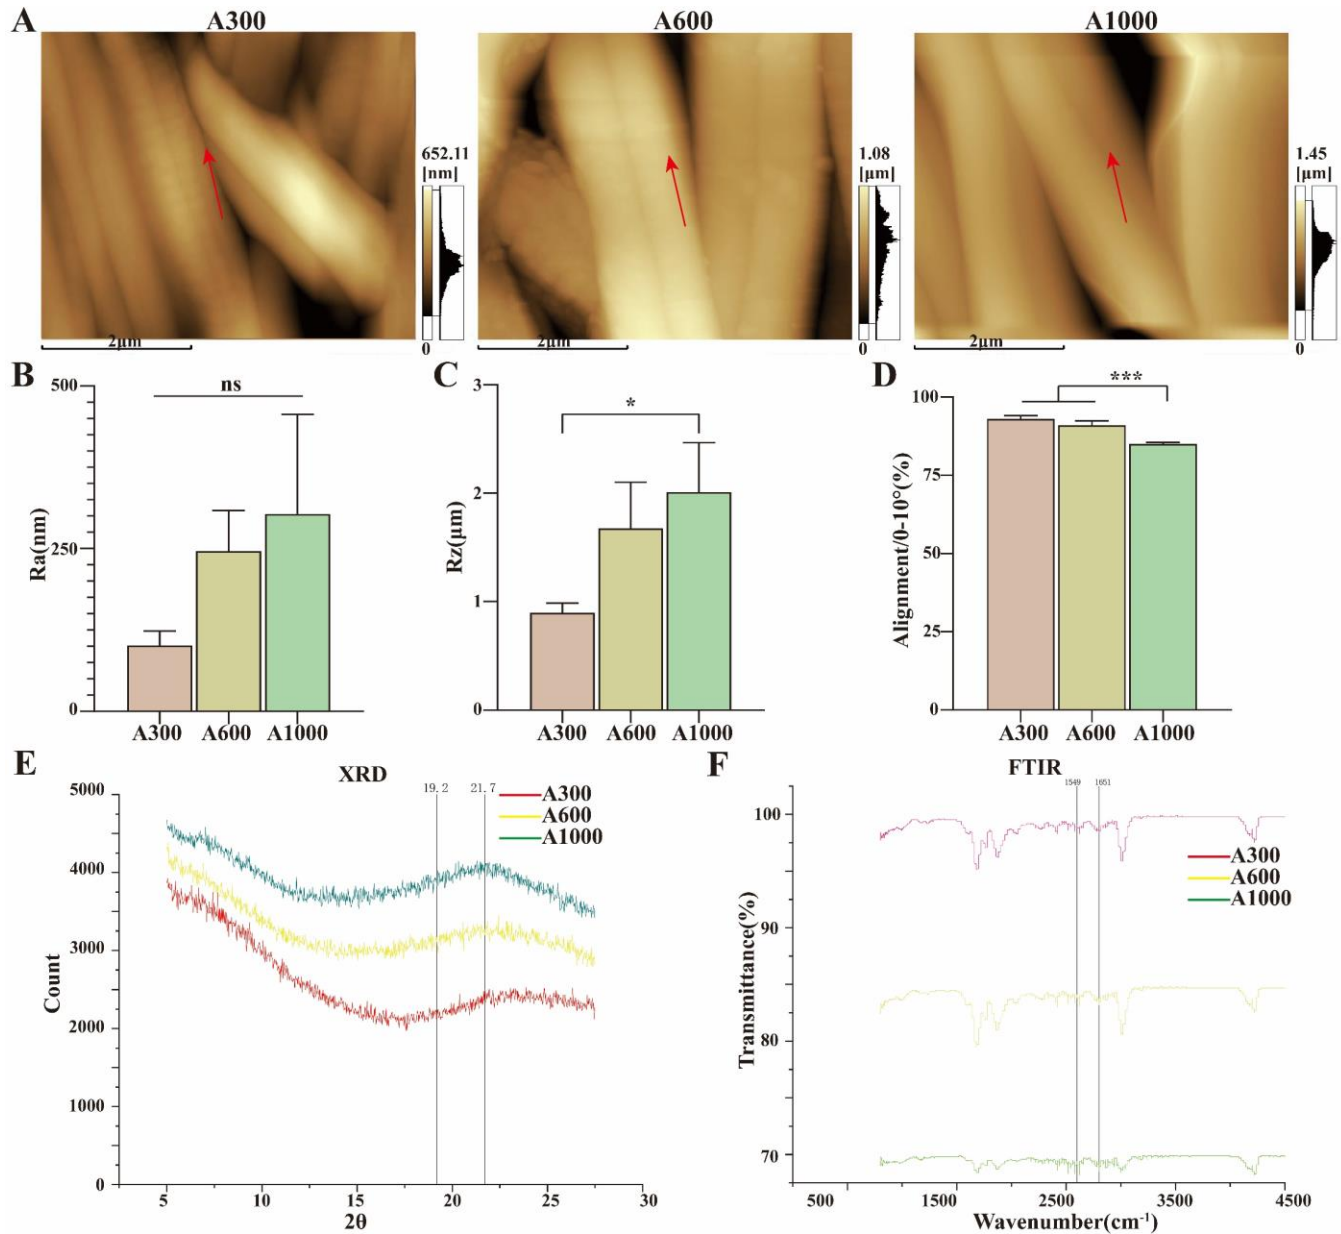 A
A300
A600
A1000
652.11
[nm]
0
1.08
[μm]
0
1.45
[μm]
0
2μm
2μm
2μm
B
500
250
0
Ra(nm)
ns
A300
A600
A1000
C
3
2
1
0
Rz(μm)
*
A300
A600
A1000
D
100
75
50
25
0
Alignment/0-10°(%)
***
A300
A600
A1000
E
XRD
5000
4000
3000
2000
1000
0
Count
19.2
21.7
A300
A600
A1000
5
10
15
20
25
30
2θ
F
FTIR
1549
1651
100
90
80
70
Transmittance(%)
A300
A600
A1000
500
1500
2500
3500
4500
Wavenumber(cm⁻¹)